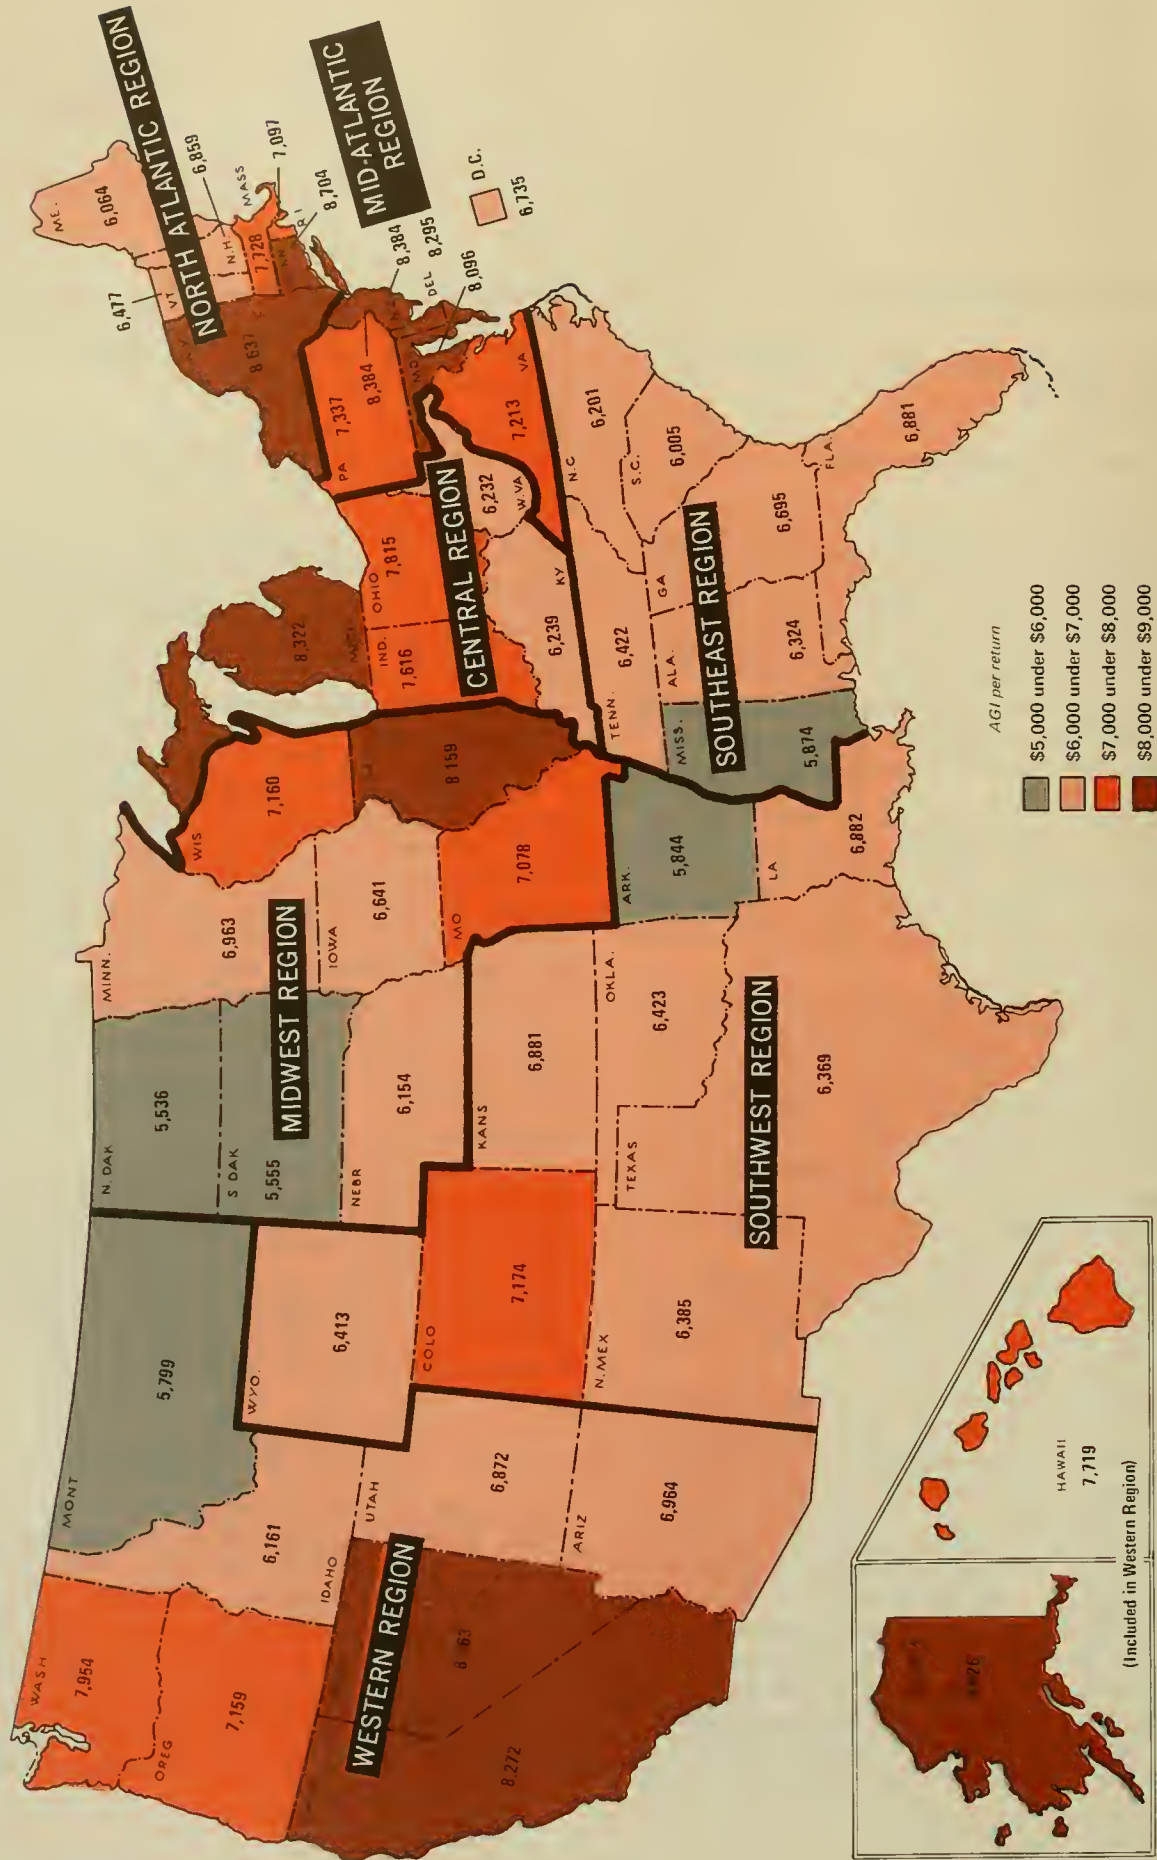 NORTH ATLANTIC REGION
MID-ATLANTIC
REGION
CENTRAL REGION
SOUTHEAST REGION
MIDWEST REGION
SOUTHWEST REGION
WESTERN REGION
WASH
7,954
OREG
7,159
8,272
8 63
IDAHO
6,161
MONT
5,799
WYO.
6,413
UTAH
6,872
ARIZ
6,964
COLO
7,174
N.MEX
6,385
N. DAK
5,536
S DAK
5,555
NEBR
6,154
KANS
6,881
OKLA.
6,423
TEXAS
6,369
MINN.
6,963
IOWA
6,641
MO
7,078
ARK.
5,844
LA
6,882
WIS
7,160
8 159
8,322
MICH
IND.
7,616
OHIO
7,815
KY
6,239
W.VA
6,232
TENN.
6,422
MISS.
5,874
ALA.
6,324
GA
6,695
FLA.
6,881
S.C.
6,005
N.C
6,201
VA
7,213
PA
7,337
8,384
MD
8,637
VT
6,477
ME.
6,064
N.H.
6,859
MASS
7,728
R I
7,097
8,704
8,384
DEL
8,295
8,096
D.C.
6,735
HAWAII
7,719
(Included in Western Region)
AGI per return
$5,000 under $6,000
$6,000 under $7,000
$7,000 under $8,000
$8,000 under $9,000